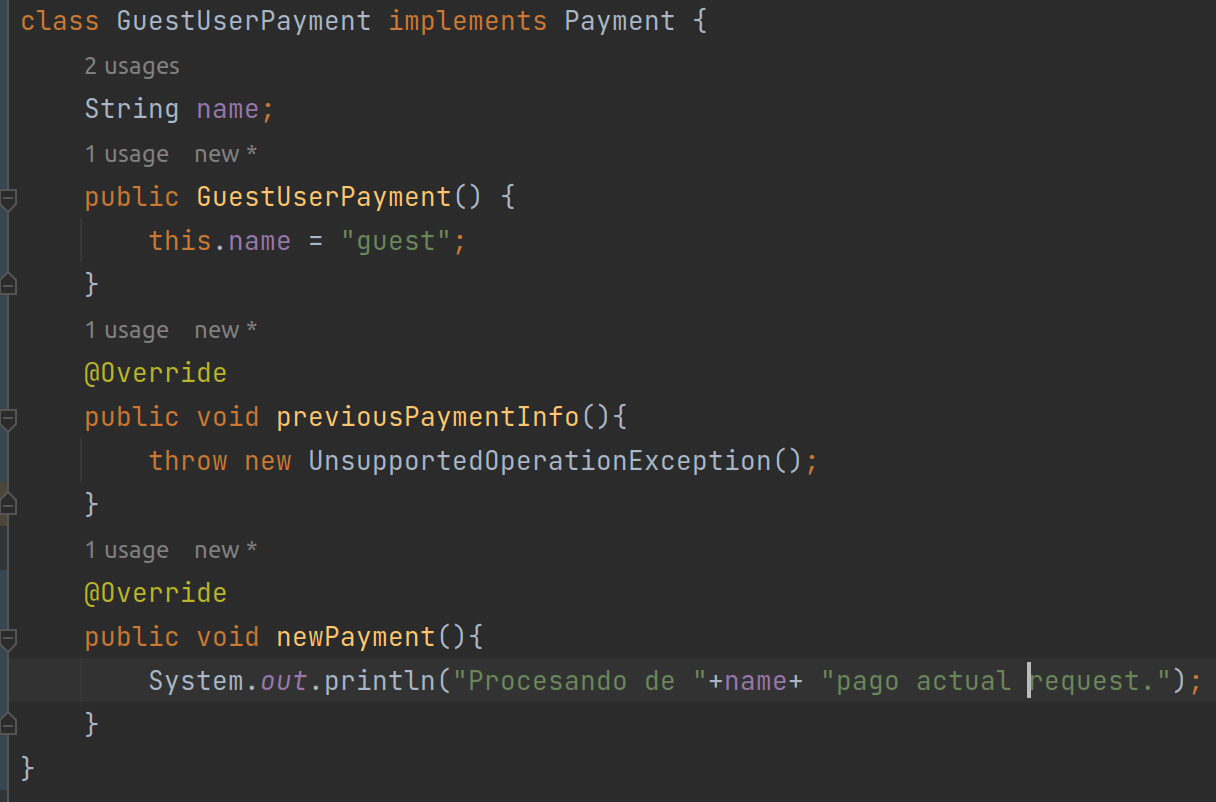 class GuestUserPayment implements Payment {
2 usages
String name;
1 usage new *
public GuestUserPayment() {
this.name = "guest";
}
1 usage new *
@Override
public void previousPaymentInfo(){
throw new UnsupportedOperationException();
}
1 usage new *
@Override
public void newPayment(){
System.out.println("Procesando de "+name+ "pago actual request.");
}
}